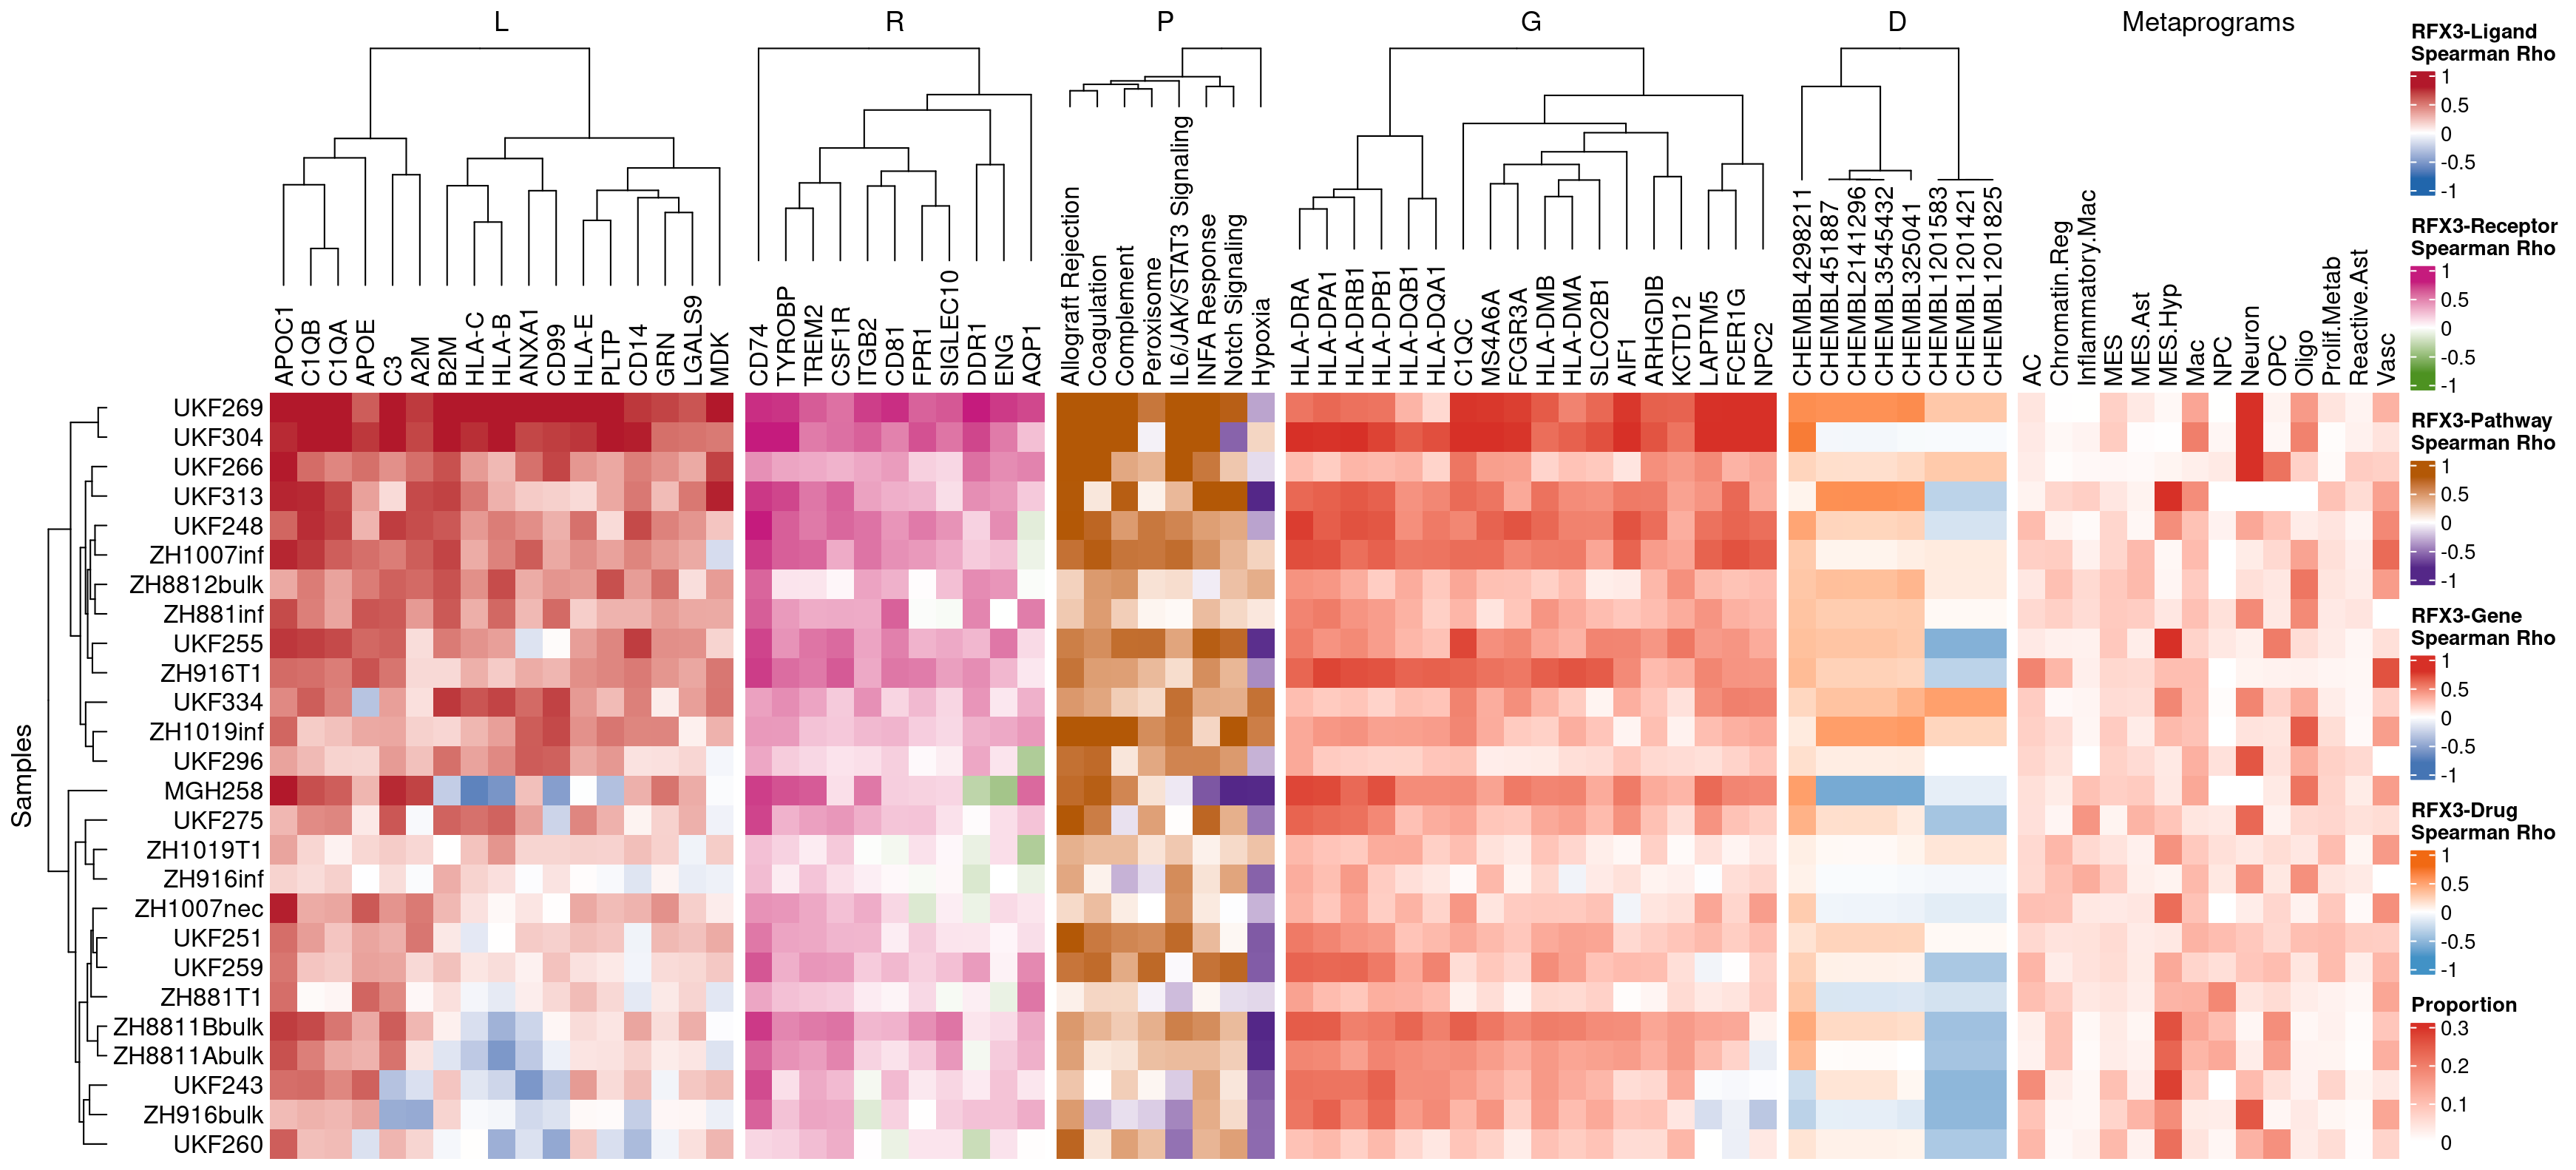 L
R
P
G
D
Metaprograms
APOC1
C1QB
C1QA
APOE
C3
A2M
B2M
HLA-C
HLA-B
ANXA1
CD99
HLA-E
PLTP
CD14
GRN
LGALS9
MDK
CD74
TYROBP
TREM2
CSF1R
ITGB2
CD81
FPR1
SIGLEC10
DDR1
ENG
AQP1
Allograft Rejection
Coagulation
Complement
Peroxisome
IL6/JAK/STAT3 Signaling
INFA Response
Notch Signaling
Hypoxia
HLA-DRA
HLA-DPA1
HLA-DRB1
HLA-DPB1
HLA-DQB1
HLA-DQA1
C1QC
MS4A6A
FCGR3A
HLA-DMB
HLA-DMA
SLCO2B1
AIF1
ARHGDIB
KCTD12
LAPTM5
FCER1G
NPC2
CHEMBL4298211
CHEMBL451887
CHEMBL2141296
CHEMBL3545432
CHEMBL325041
CHEMBL1201583
CHEMBL1201421
CHEMBL1201825
AC
Chromatin.Reg
Inflammatory.Mac
MES
MES.Ast
MES.Hyp
Mac
NPC
Neuron
OPC
Oligo
Prolif.Metab
Reactive.Ast
Vasc
Samples
UKF269
UKF304
UKF266
UKF313
UKF248
ZH1007inf
ZH8812bulk
ZH881inf
UKF255
ZH916T1
UKF334
ZH1019inf
UKF296
MGH258
UKF275
ZH1019T1
ZH916inf
ZH1007nec
UKF251
UKF259
ZH881T1
ZH8811Bbulk
ZH8811Abulk
UKF243
ZH916bulk
UKF260
RFX3-Ligand
Spearman Rho
1
0.5
0
-0.5
-1
RFX3-Receptor
Spearman Rho
1
0.5
0
-0.5
-1
RFX3-Pathway
Spearman Rho
1
0.5
0
-0.5
-1
RFX3-Gene
Spearman Rho
1
0.5
0
-0.5
-1
RFX3-Drug
Spearman Rho
1
0.5
0
-0.5
-1
Proportion
0.3
0.2
0.1
0